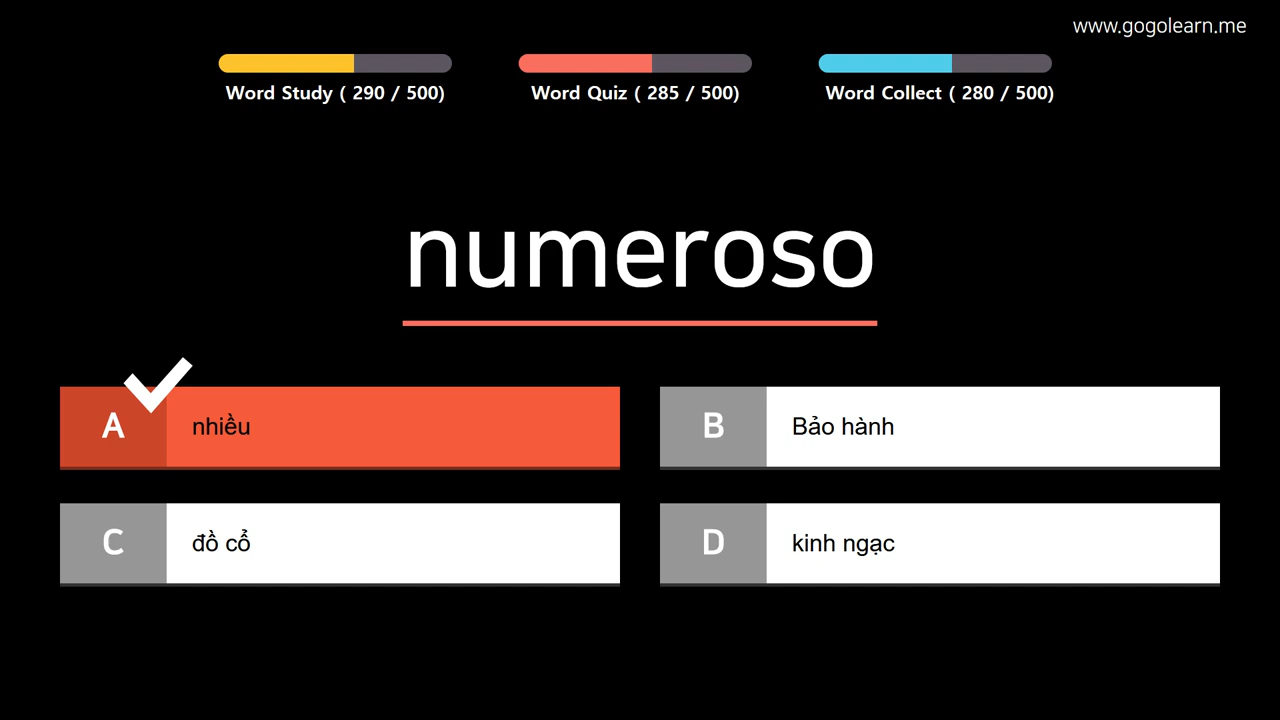 www.gogolearn.me
Word Study ( 290 / 500)
Word Quiz ( 285 / 500)
Word Collect ( 280 / 500)
numeroso
A nhiều
B Bảo hành
C đồ cổ
D kinh ngạc